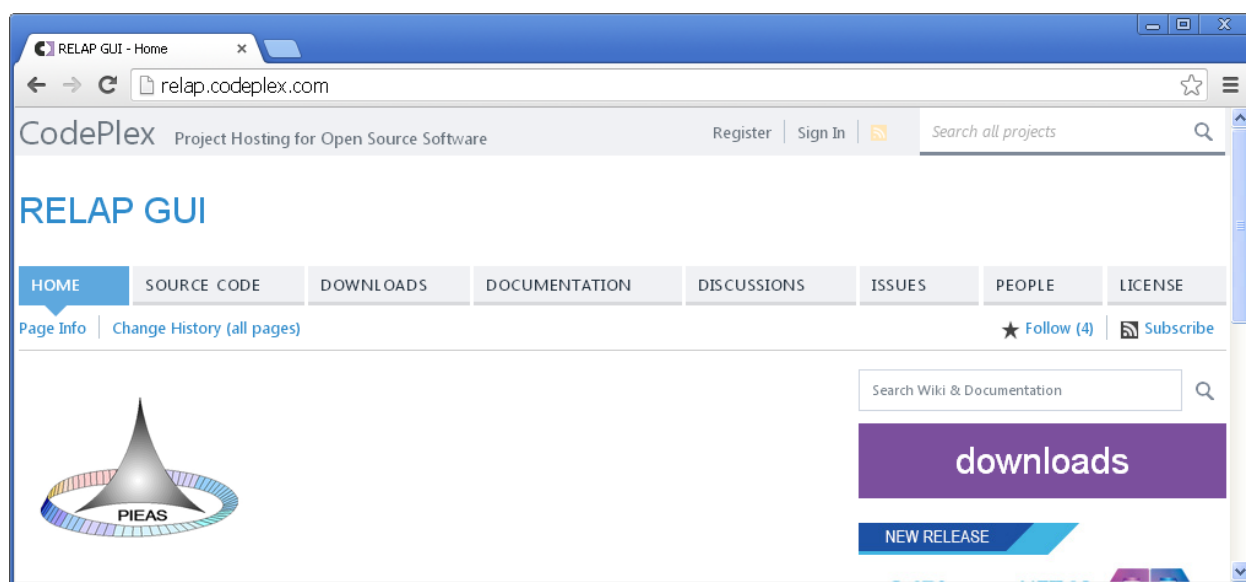 RELAP GUI - Home
relap.codeplex.com
CodePlex Project Hosting for Open Source Software Register Sign In Search all projects
RELAP GUI
HOME SOURCE CODE DOWNLOADS DOCUMENTATION DISCUSSIONS ISSUES PEOPLE LICENSE
Page Info Change History (all pages) Follow (4) Subscribe
Search Wiki & Documentation
downloads
PIEAS
NEW RELEASE